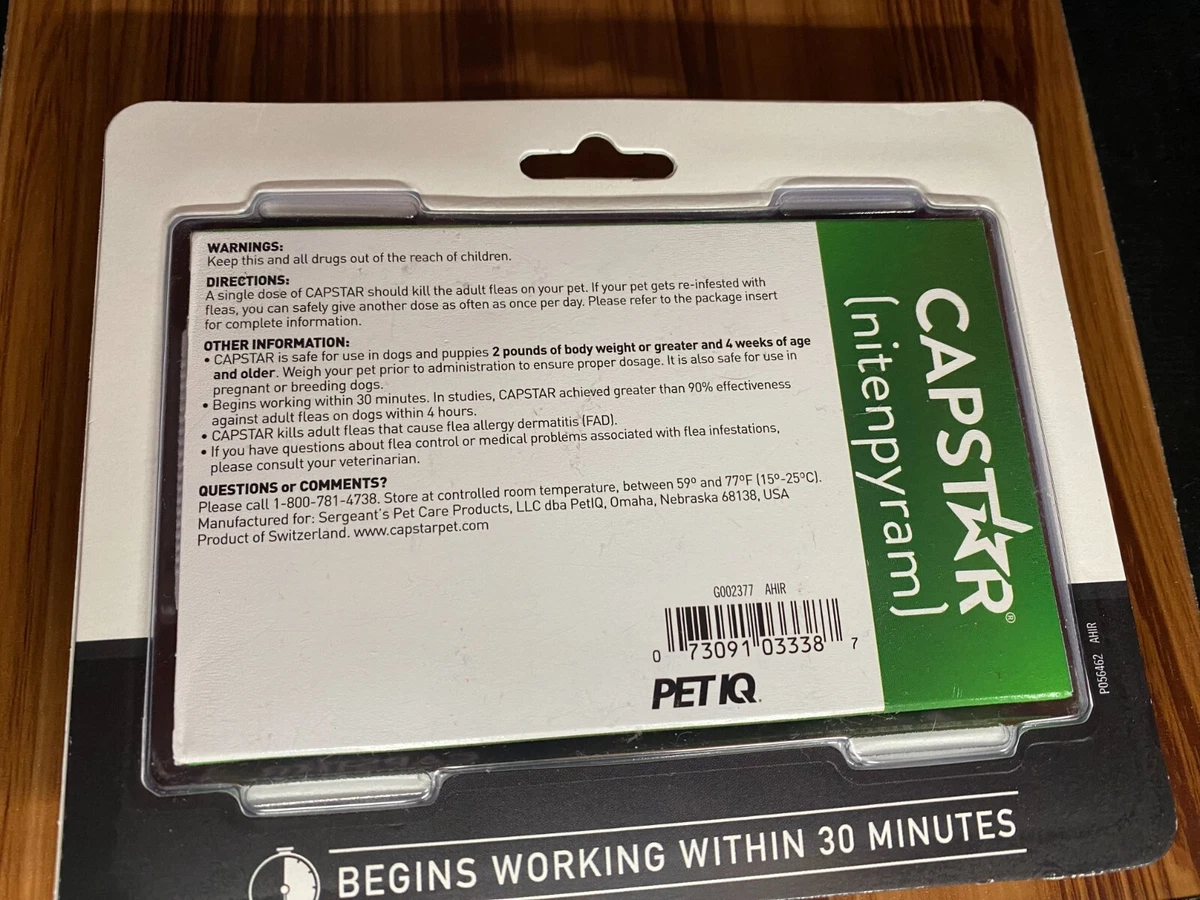 WARNINGS:
Keep this and all drugs out of the reach of children.
DIRECTIONS:
A single dose of CAPSTAR should kill the adult fleas on your pet. If your pet gets re-infested with
fleas, you can safely give another dose as often as once per day. Please refer to the package insert
for complete information.
OTHER INFORMATION:
• CAPSTAR is safe for use in dogs and puppies 2 pounds of body weight or greater and 4 weeks of age
and older. Weigh your pet prior to administration to ensure proper dosage. It is also safe for use in
pregnant or breeding dogs.
• Begins working within 30 minutes. In studies, CAPSTAR achieved greater than 90% effectiveness
against adult fleas on dogs within 4 hours.
• CAPSTAR kills adult fleas that cause flea allergy dermatitis (FAD).
• If you have questions about flea control or medical problems associated with flea infestations,
please consult your veterinarian.
QUESTIONS or COMMENTS?
Please call 1-800-781-4738. Store at controlled room temperature, between 59º and 77ºF (15º-25ºC).
Manufactured for: Sergeant's Pet Care Products, LLC dba PetIQ, Omaha, Nebraska 68138, USA
Product of Switzerland. www.capstarpet.com
G002377 AHIR
0 73091 03338 7
PET IQ.
CAPSTAR®
(nitenpyram)
P056462 AHIR
BEGINS WORKING WITHIN 30 MINUTES